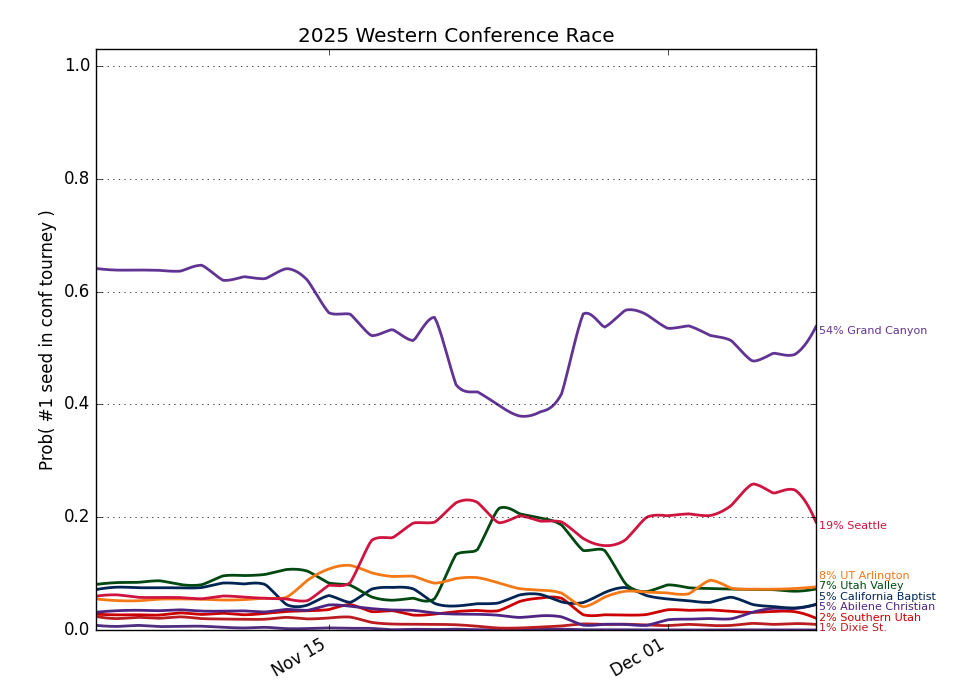 2025 Western Conference Race
Prob( #1 seed in conf tourney )
1.0
0.8
0.6
0.4
0.2
0.0
Nov 15
Dec 01
54% Grand Canyon
19% Seattle
8% UT Arlington
7% Utah Valley
5% California Baptist
5% Abilene Christian
2% Southern Utah
1% Dixie St.